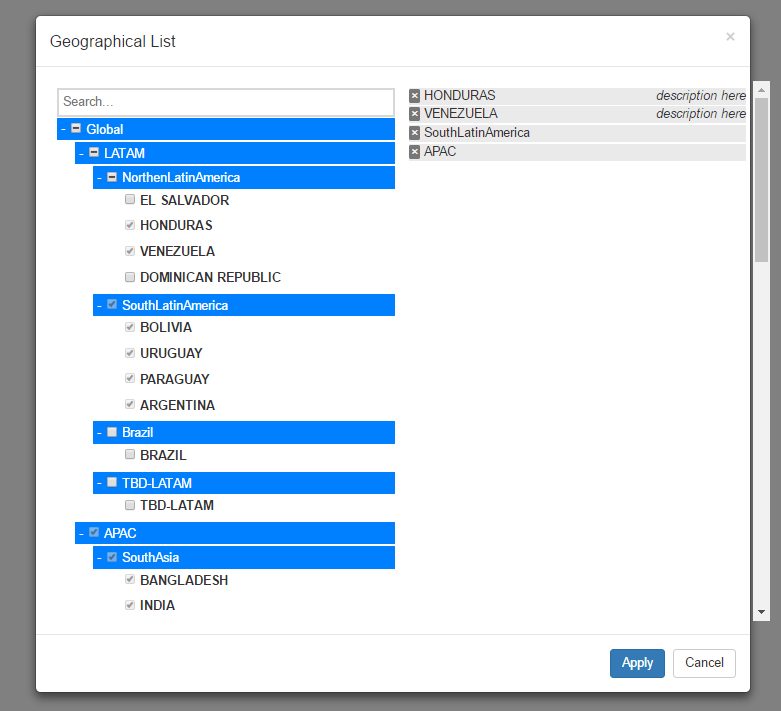 Geographical List
×
Search...
- Global
- LATAM
- NorthenLatinAmerica
EL SALVADOR
HONDURAS
VENEZUELA
DOMINICAN REPUBLIC
- SouthLatinAmerica
BOLIVIA
URUGUAY
PARAGUAY
ARGENTINA
- Brazil
BRAZIL
- TBD-LATAM
TBD-LATAM
- APAC
- SouthAsia
BANGLADESH
INDIA
HONDURAS description here
VENEZUELA description here
SouthLatinAmerica
APAC
Apply Cancel